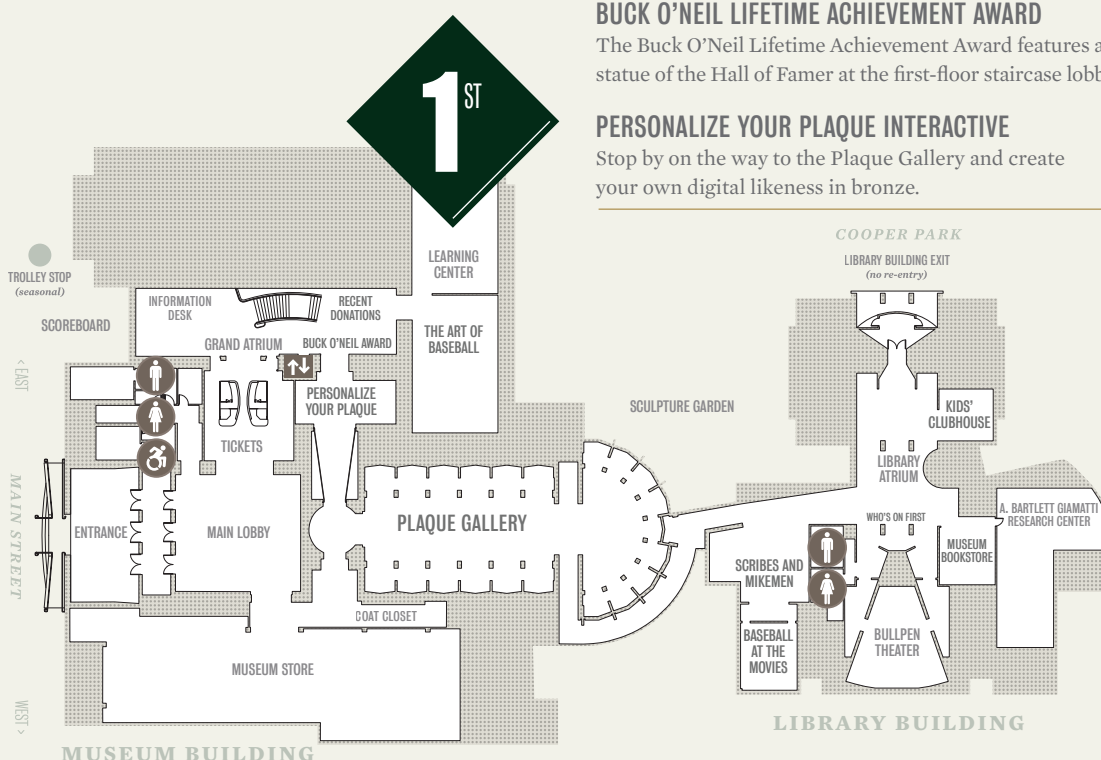 BUCK O’NEIL LIFETIME ACHIEVEMENT AWARD
The Buck O’Neil Lifetime Achievement Award features a
statue of the Hall of Famer at the first-floor staircase
PERSONALIZE YOUR PLAQUE INTERACTIVE
Stop by on the way to the Plaque Gallery and create
your own digital likeness in bronze.
1ST
COOPER PARK
LIBRARY BUILDING EXIT
(no re-entry)
TROLLEY STOP
(seasonal)
SCOREBOARD
< EAST
MAIN STREET
WEST >
LEARNING
CENTER
INFORMATION
DESK
RECENT
DONATIONS
GRAND ATRIUM
BUCK O’NEIL AWARD
THE ART OF
BASEBALL
PERSONALIZE
YOUR PLAQUE
TICKETS
ENTRANCE
MAIN LOBBY
PLAQUE GALLERY
COAT CLOSET
MUSEUM STORE
MUSEUM BUILDING
SCULPTURE GARDEN
KIDS’
CLUBHOUSE
LIBRARY
ATRIUM
WHO’S ON FIRST
A. BARTLETT GIAMATTI
RESEARCH CENTER
MUSEUM
BOOKSTORE
SCRIBES AND
MIKEMEN
BASEBALL
AT THE
MOVIES
BULLPEN
THEATER
LIBRARY BUILDING